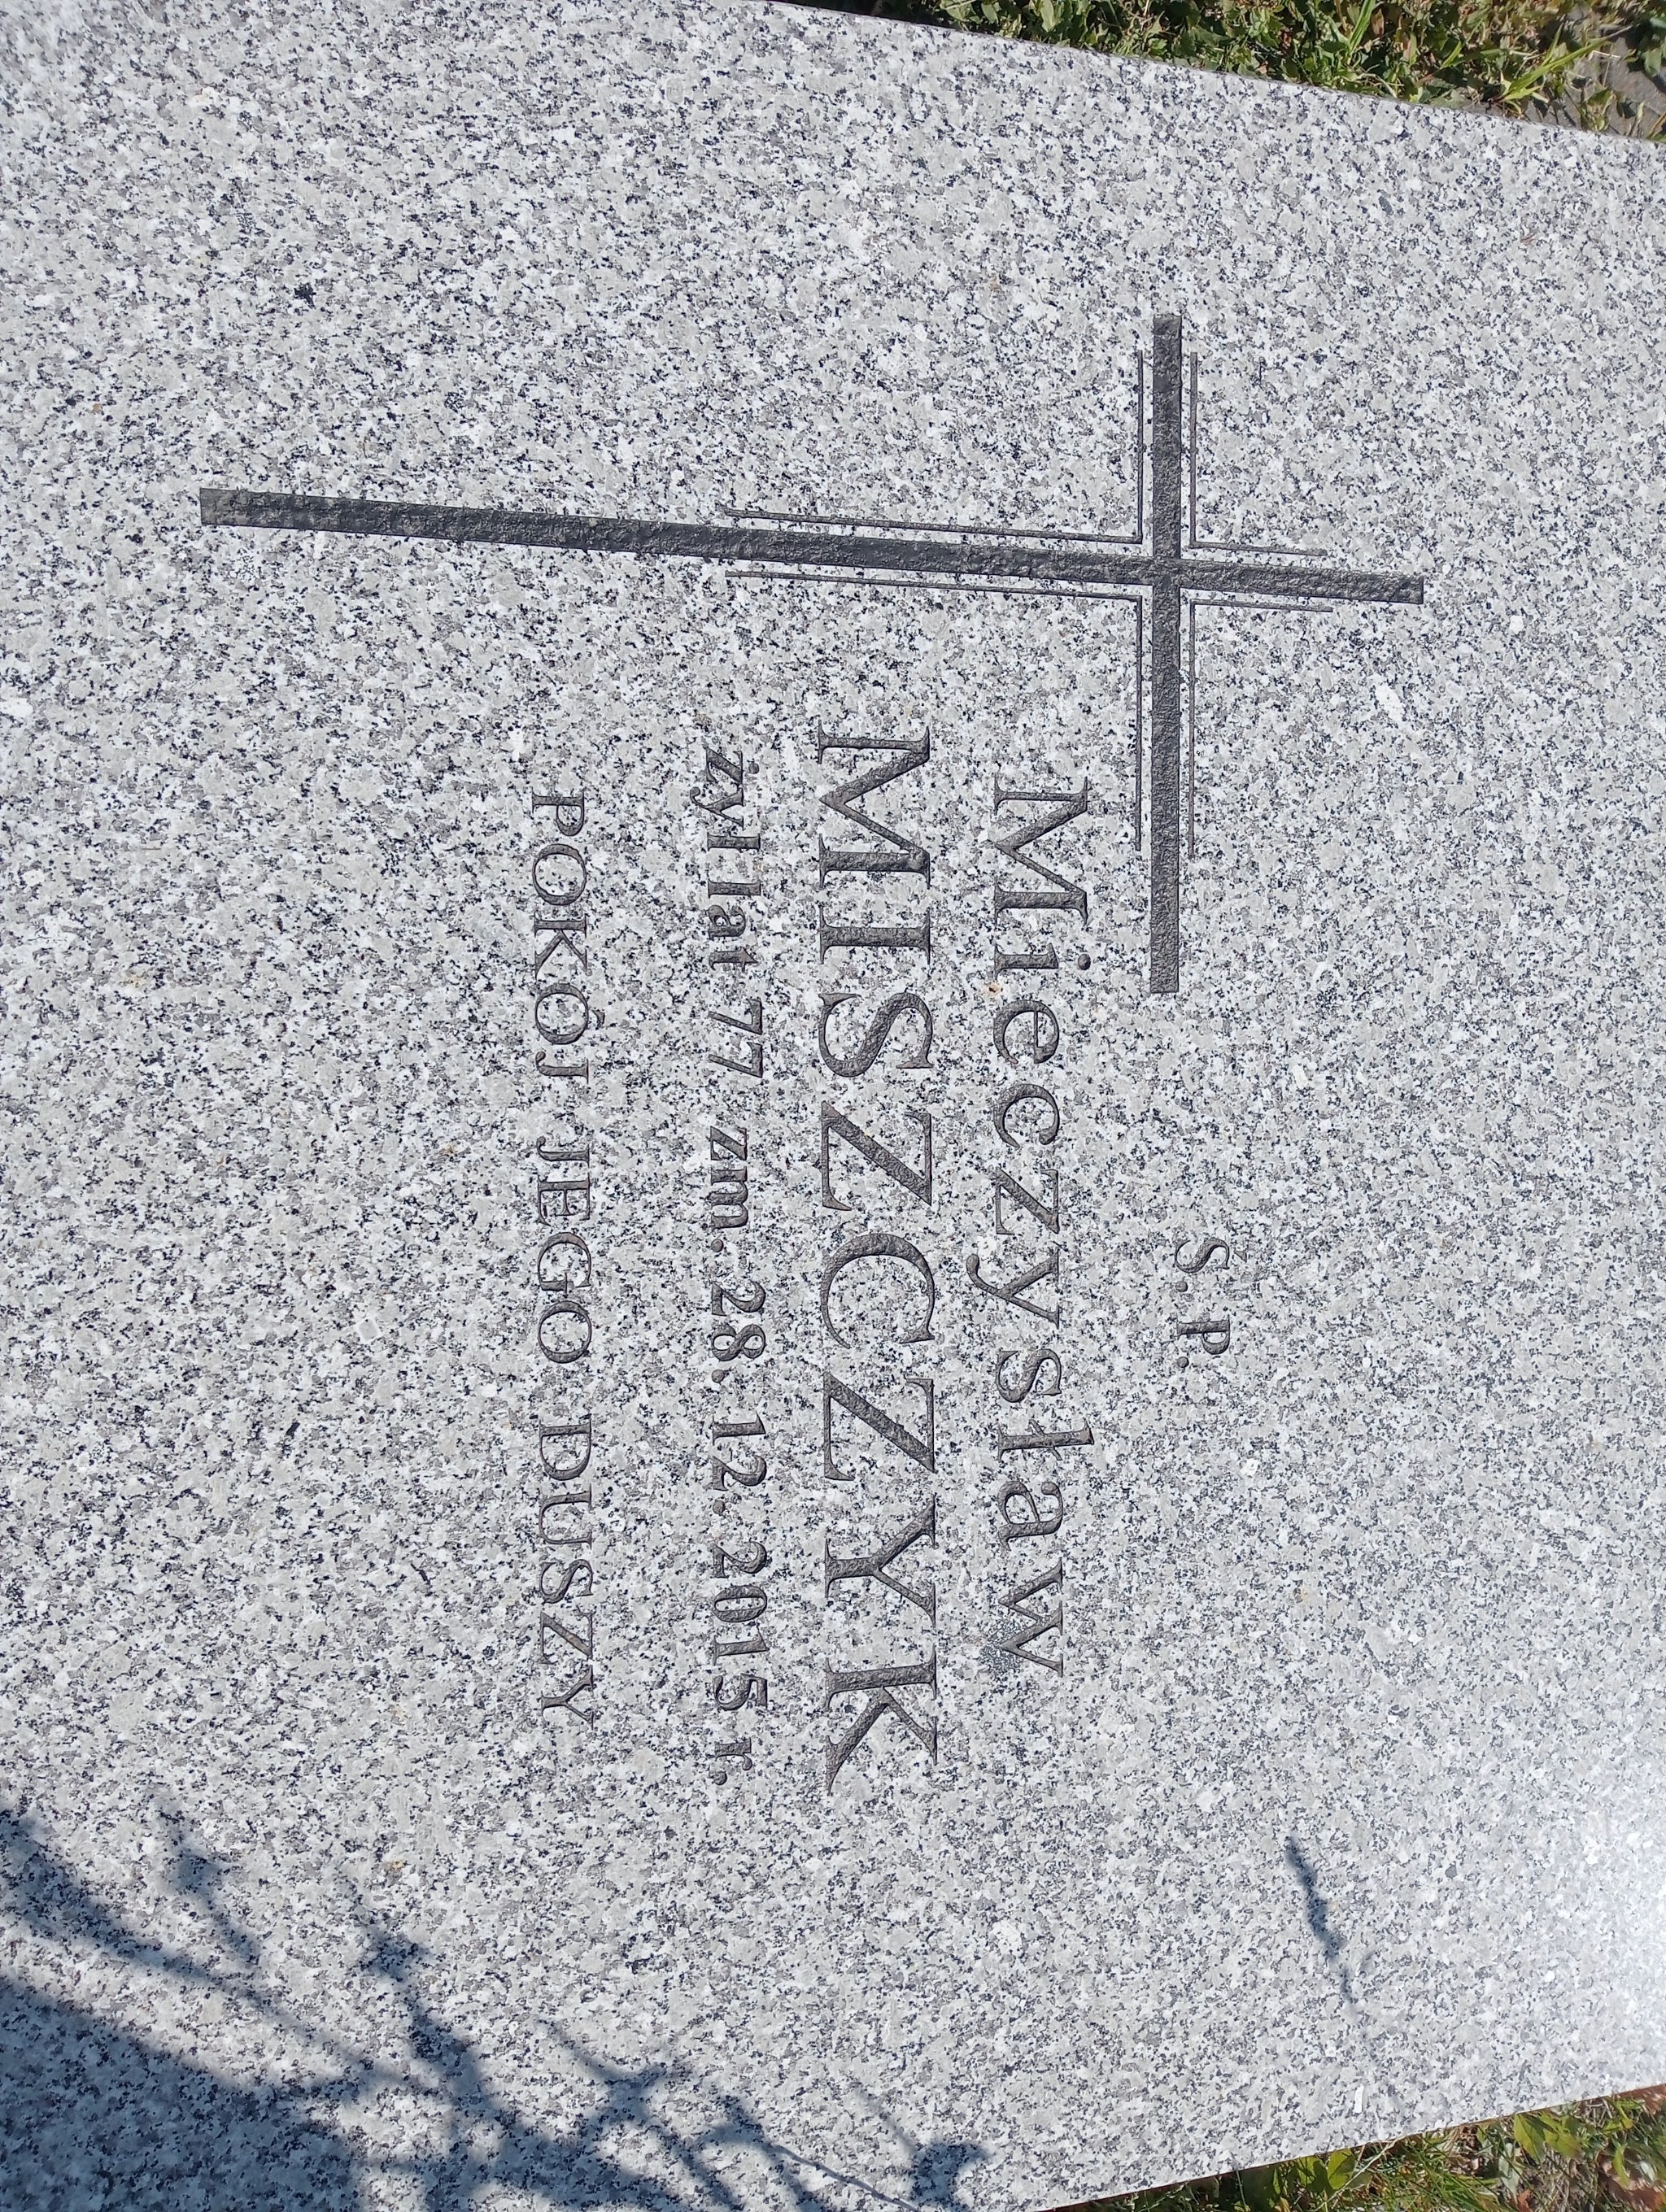 Ś.P.
Mieczysław
MISZCZYK
żył lat 77 zm. 28. 12. 2015 r.
POKÓJ JEGO DUSZY